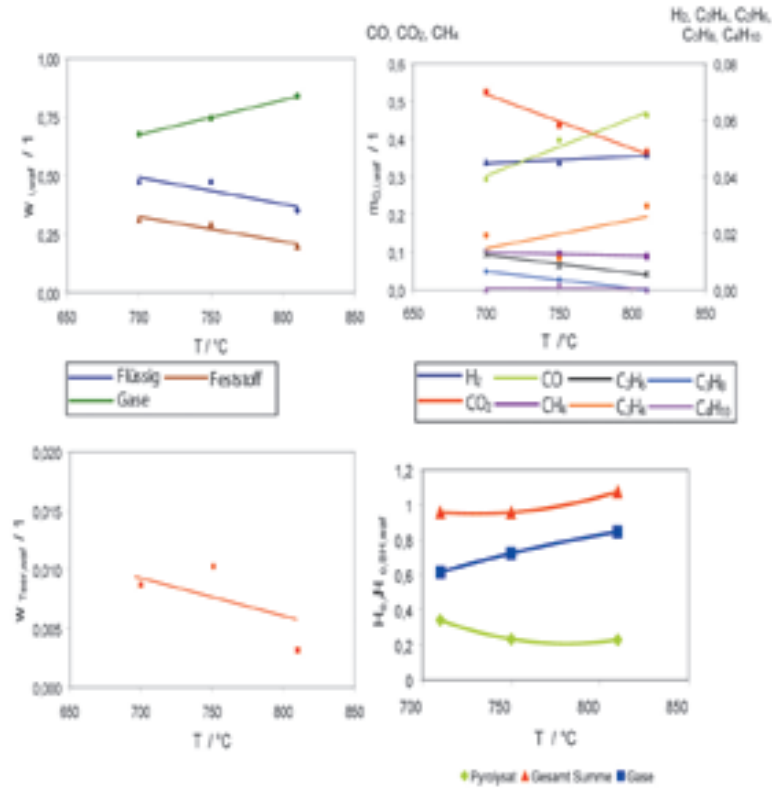 CO, CO₂, CH₄
H₂, C₂H₄, C₂H₆,
C₃H₈, C₄H₁₀
1,00
0,75
0,50
0,25
0,00
650 700 750 800 850
T / °C
Flüssig Feststoff
Gase
0,6
0,5
0,4
0,3
0,2
0,1
0,0
0,08
0,06
0,04
0,02
0,00
650 700 750 800 850
T / °C
H₂ CO C₂H₆ C₃H₈
CO₂ CH₄ C₂H₄ C₄H₁₀
0,020
0,015
0,010
0,005
0,000
650 700 750 800 850
T / °C
1,2
1
0,8
0,6
0,4
0,2
0
700 750 800
T / °C
Pyrolysat Gesamt Summe Gase